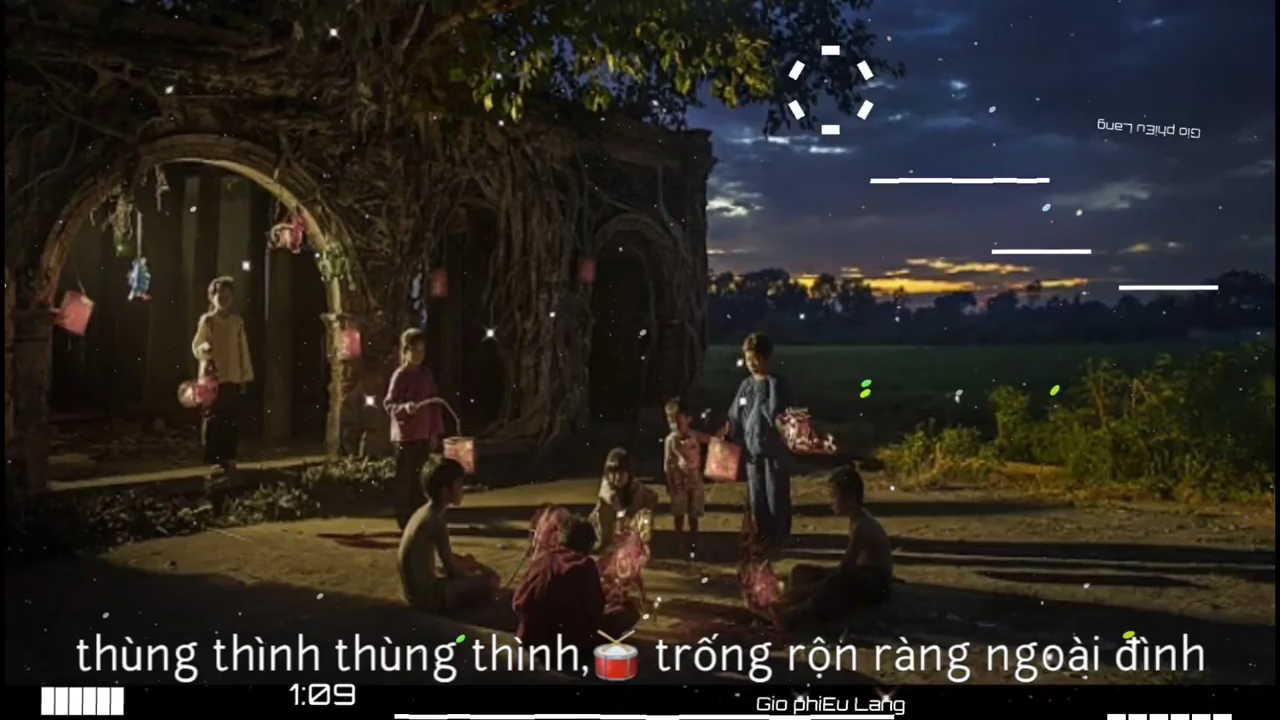 Gio phiEu Lang
thùng thình thùng thình,🥁 trống rộn ràng ngoài đình
1:09
Gio phiEu Lang